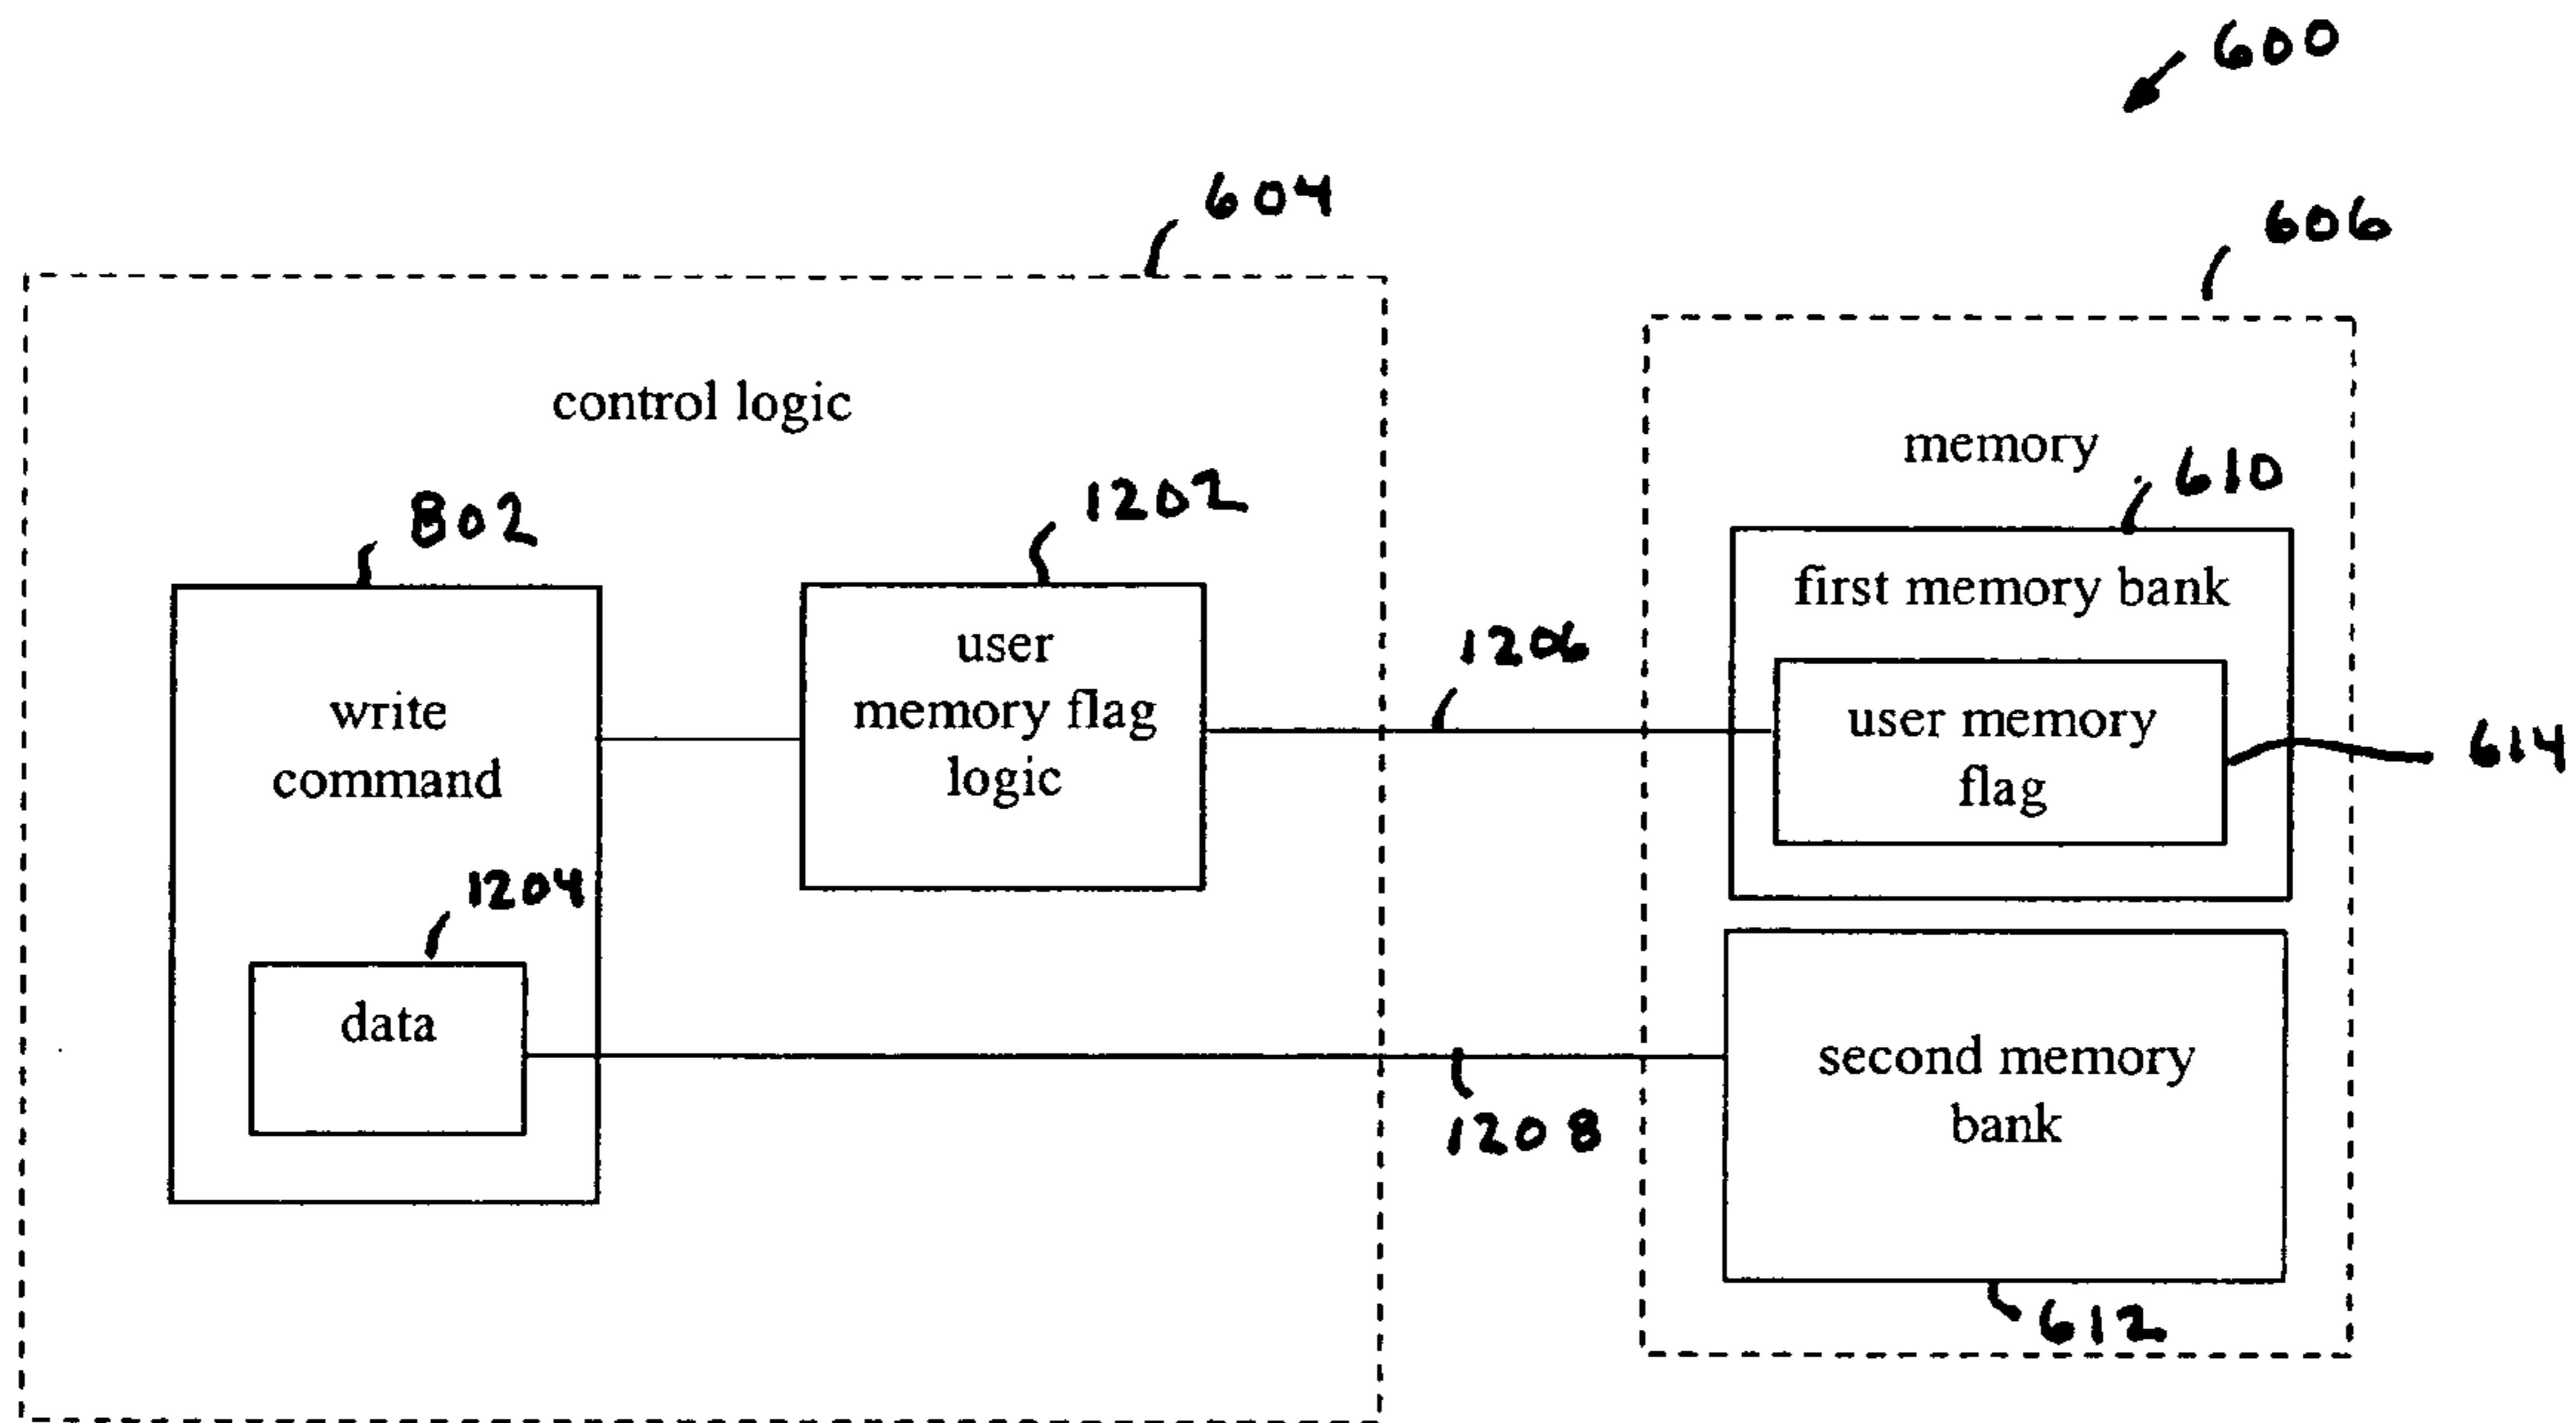 600
604
606
control logic
memory
610
802
1202
first memory bank
user
memory flag
logic
1206
user memory
flag
614
write
command
1204
data
second memory
bank
1208
612